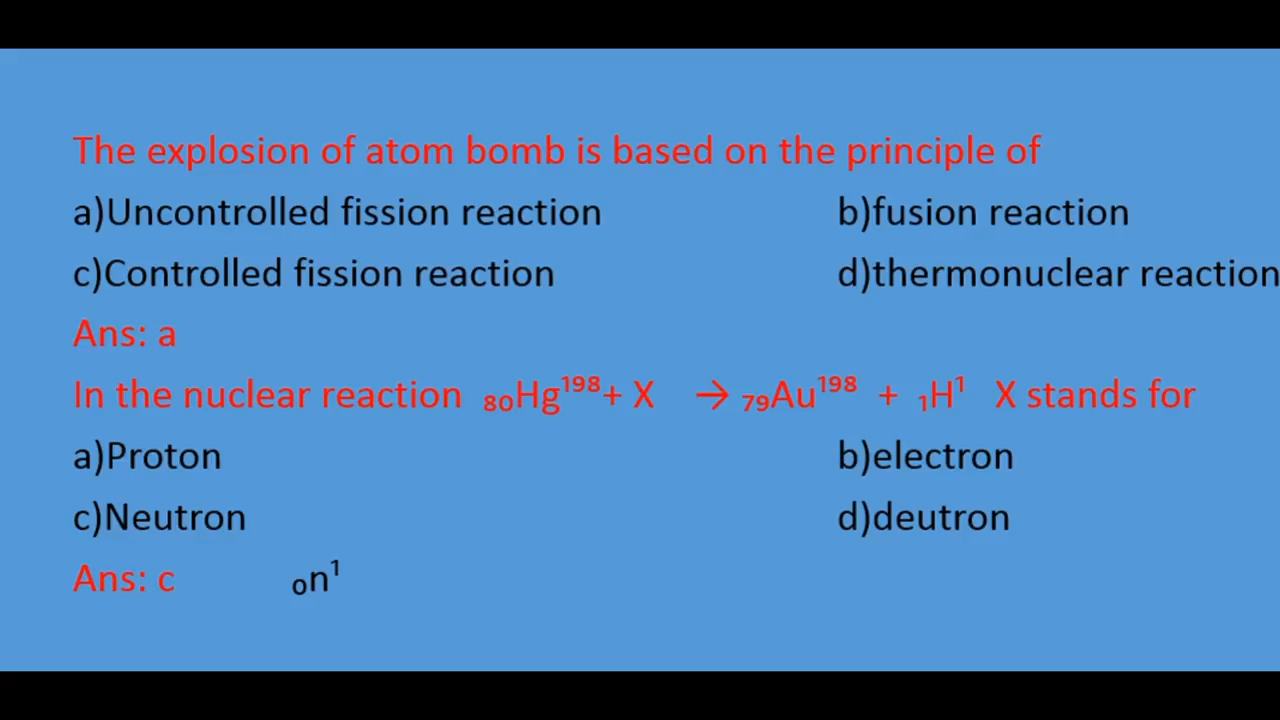 The explosion of atom bomb is based on the principle of
a)Uncontrolled fission reaction b)fusion reaction
c)Controlled fission reaction d)thermonuclear reaction
Ans: a
In the nuclear reaction ₈₀Hg¹⁹⁸+ X → ₇₉Au¹⁹⁸ + ₁H¹ X stands for
a)Proton b)electron
c)Neutron d)deutron
Ans: c ₀n¹